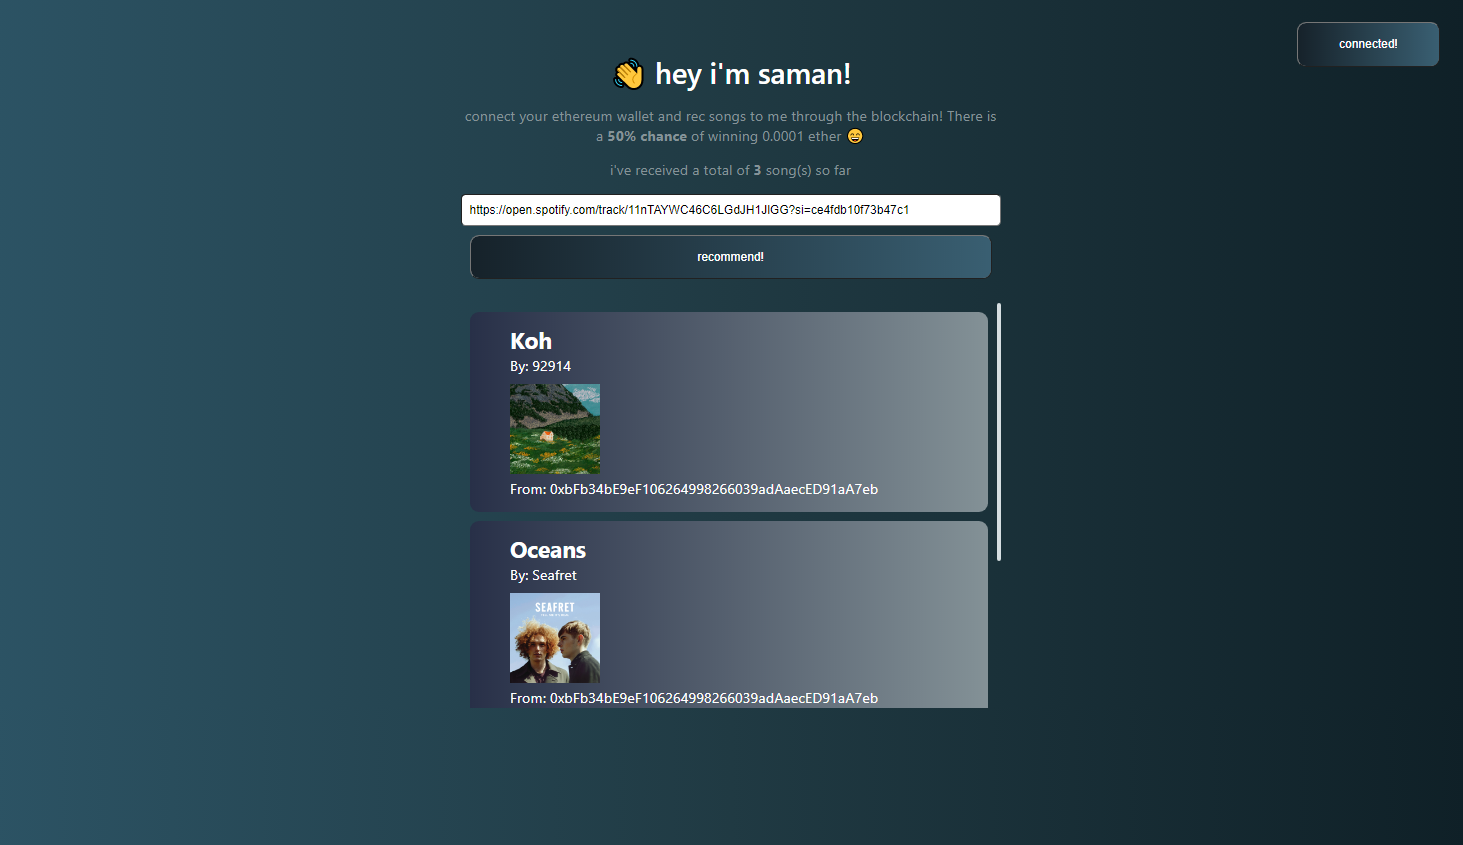 connected!
👋 hey i'm saman!
connect your ethereum wallet and rec songs to me through the blockchain! There is
a 50% chance of winning 0.0001 ether 😄
i've received a total of 3 song(s) so far
https://open.spotify.com/track/11nTAYWC46C6LGdJH1JIGG?si=ce4fdb10f73b47c1
recommend!
Koh
By: 92914
From: 0xbFb34bE9eF106264998266039adAaecED91aA7eb
Oceans
By: Seafret
SEAFRET
From: 0xbFb34bE9eF106264998266039adAaecED91aA7eb